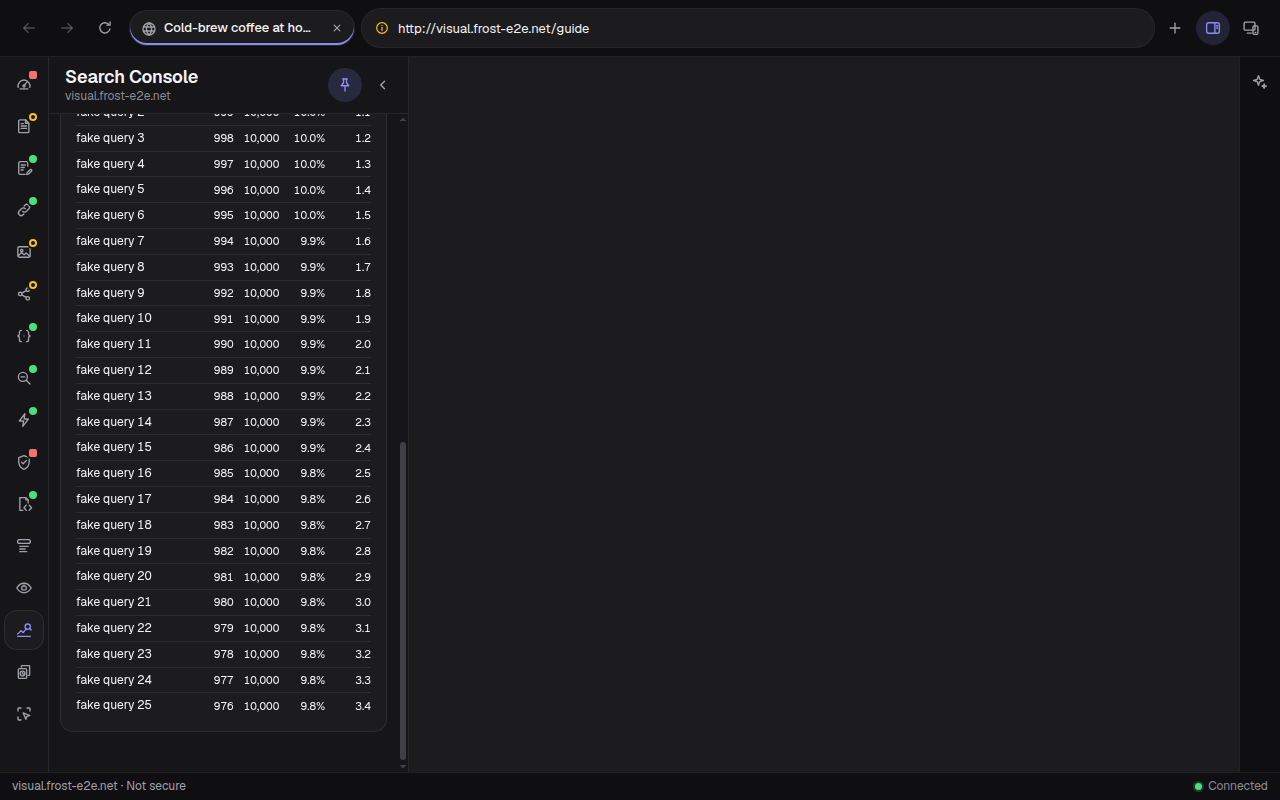 Cold-brew coffee at ho...
http://visual.frost-e2e.net/guide
Search Console
visual.frost-e2e.net
fake query 3 998 10,000 10.0% 1.2
fake query 4 997 10,000 10.0% 1.3
fake query 5 996 10,000 10.0% 1.4
fake query 6 995 10,000 10.0% 1.5
fake query 7 994 10,000 9.9% 1.6
fake query 8 993 10,000 9.9% 1.7
fake query 9 992 10,000 9.9% 1.8
fake query 10 991 10,000 9.9% 1.9
fake query 11 990 10,000 9.9% 2.0
fake query 12 989 10,000 9.9% 2.1
fake query 13 988 10,000 9.9% 2.2
fake query 14 987 10,000 9.9% 2.3
fake query 15 986 10,000 9.9% 2.4
fake query 16 985 10,000 9.8% 2.5
fake query 17 984 10,000 9.8% 2.6
fake query 18 983 10,000 9.8% 2.7
fake query 19 982 10,000 9.8% 2.8
fake query 20 981 10,000 9.8% 2.9
fake query 21 980 10,000 9.8% 3.0
fake query 22 979 10,000 9.8% 3.1
fake query 23 978 10,000 9.8% 3.2
fake query 24 977 10,000 9.8% 3.3
fake query 25 976 10,000 9.8% 3.4
visual.frost-e2e.net · Not secure
Connected